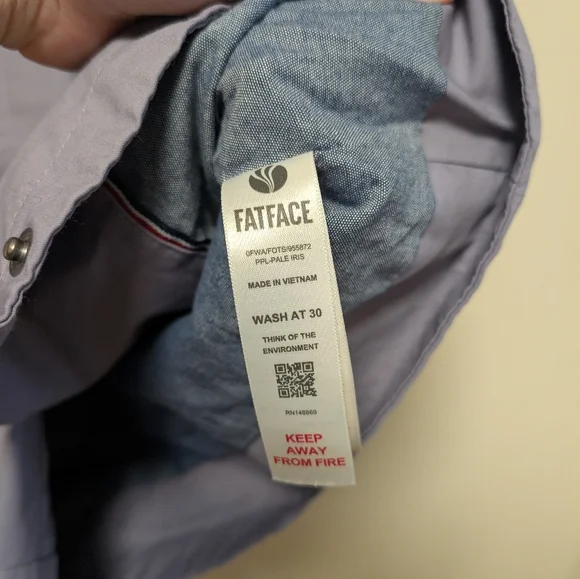 FATFACE
0FWA/FOTS/955872
PPL-PALE IRIS
MADE IN VIETNAM
WASH AT 30
THINK OF THE
ENVIRONMENT
RN148869
KEEP
AWAY
FROM FIRE